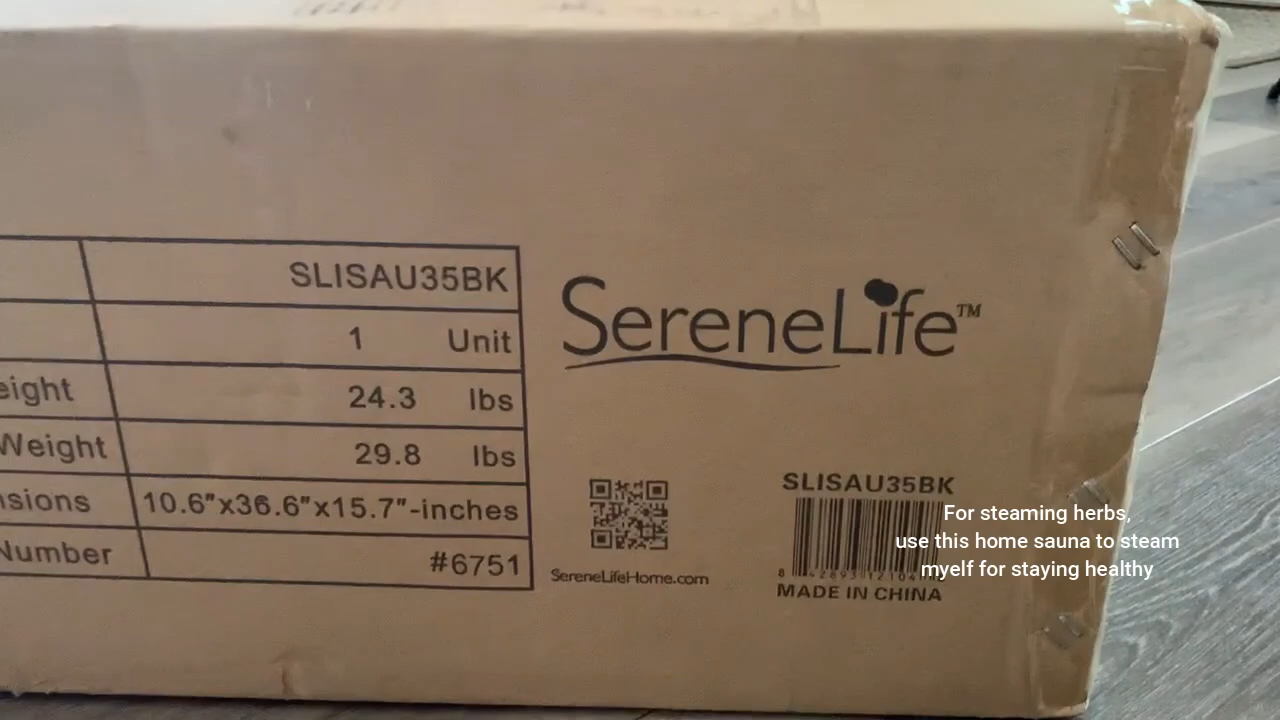 SLISAU35BK
1 Unit
eight 24.3 lbs
Weight 29.8 lbs
nsions 10.6"x36.6"x15.7"-inches
Number #6751
SereneLife™
SereneLifeHome.com
SLISAU35BK
MADE IN CHINA
For steaming herbs,
use this home sauna to steam
myelf for staying healthy